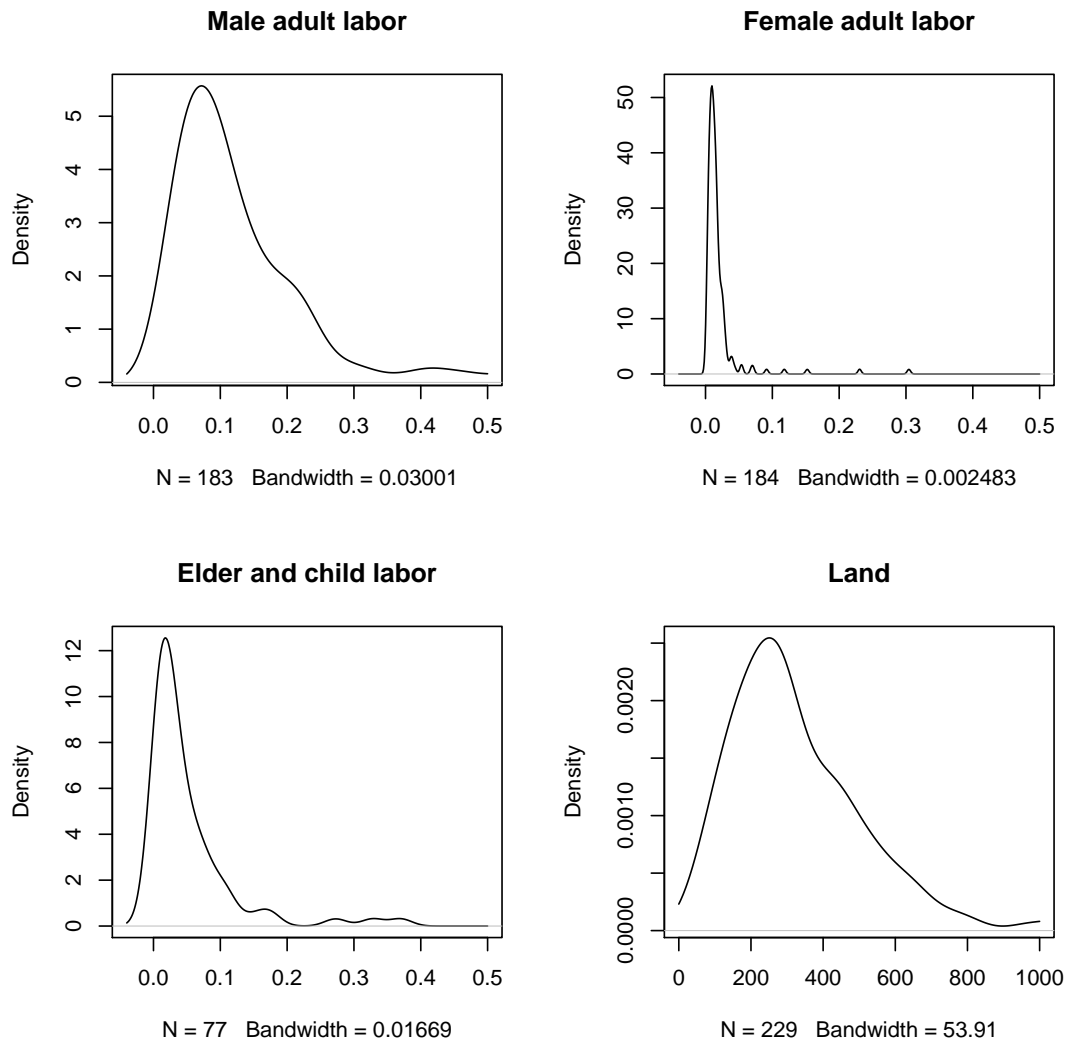 Male adult labor
Density
0 1 2 3 4 5
0.0 0.1 0.2 0.3 0.4 0.5
N = 183 Bandwidth = 0.03001
Female adult labor
Density
0 10 20 30 40 50
0.0 0.1 0.2 0.3 0.4 0.5
N = 184 Bandwidth = 0.002483
Elder and child labor
Density
0 2 4 6 8 10 12
0.0 0.1 0.2 0.3 0.4 0.5
N = 77 Bandwidth = 0.01669
Land
Density
0.0000 0.0010 0.0020
0 200 400 600 800 1000
N = 229 Bandwidth = 53.91